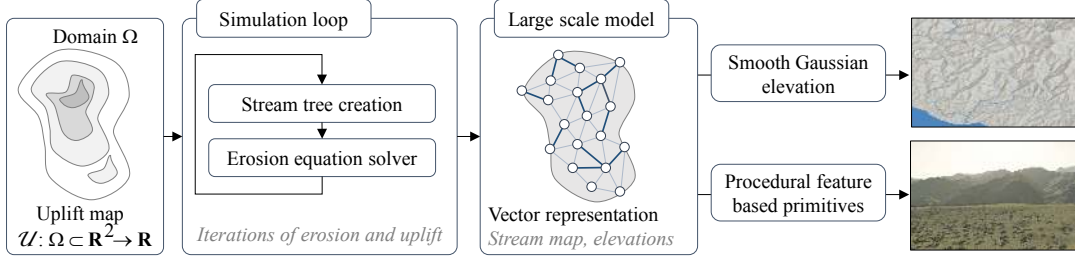 Domain Ω
Uplift map
𝒰: Ω ⊂ R² → R
Simulation loop
Stream tree creation
Erosion equation solver
Iterations of erosion and uplift
Large scale model
Vector representation
Stream map, elevations
Smooth Gaussian
elevation
Procedural feature
based primitives